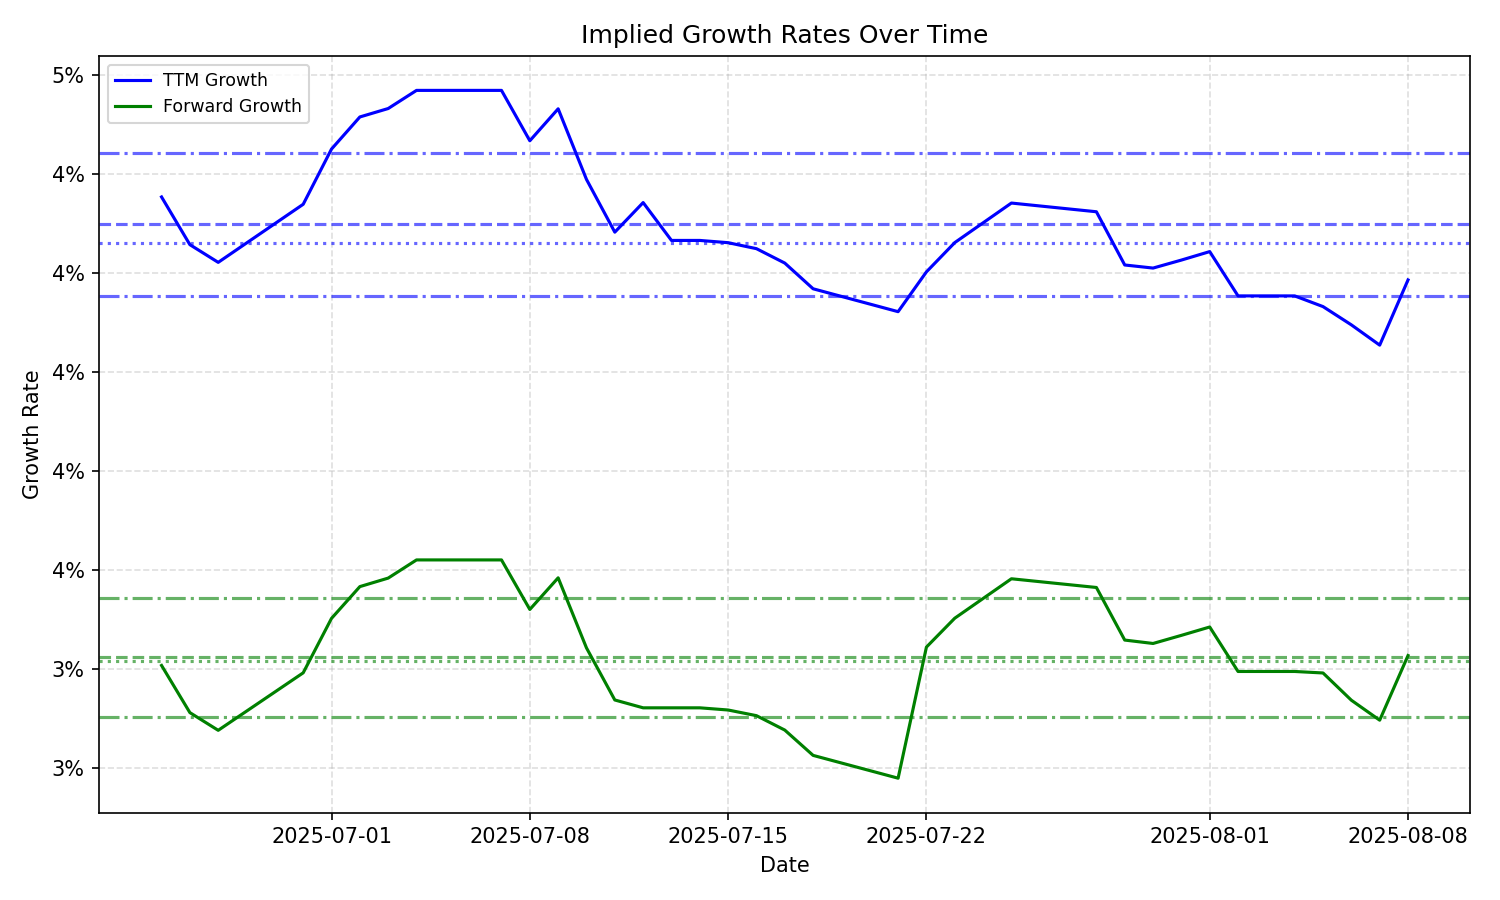 Implied Growth Rates Over Time
TTM Growth
Forward Growth
Growth Rate
5%
4%
4%
4%
4%
4%
3%
3%
2025-07-01
2025-07-08
2025-07-15
2025-07-22
2025-08-01
2025-08-08
Date